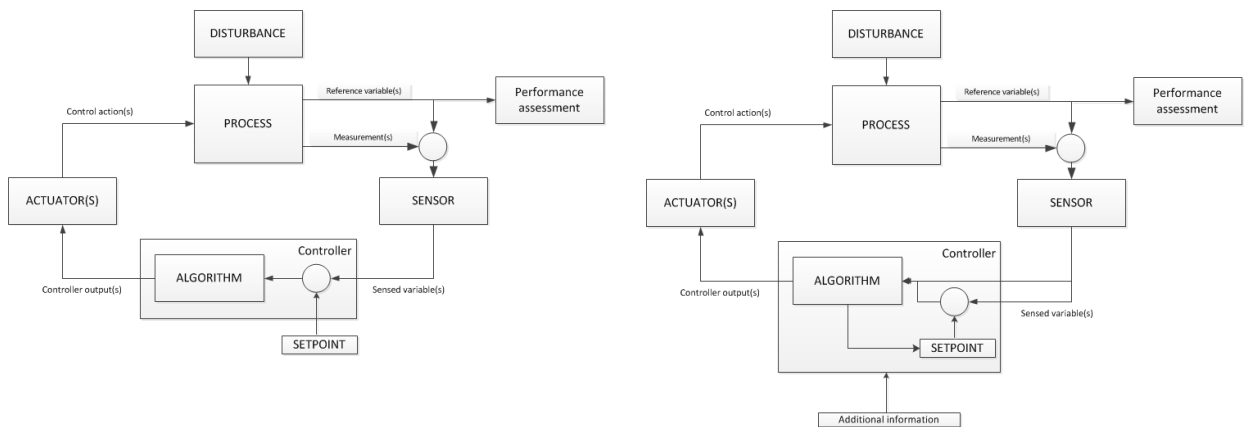 DISTURBANCE
Reference variable(s)
Performance
assessment
Control action(s)
PROCESS
Measurement(s)
ACTUATOR(S)
SENSOR
Controller
ALGORITHM
Controller output(s)
Sensed variable(s)
SETPOINT
DISTURBANCE
Reference variable(s)
Performance
assessment
Control action(s)
PROCESS
Measurement(s)
ACTUATOR(S)
SENSOR
Controller
ALGORITHM
Controller output(s)
Sensed variable(s)
SETPOINT
Additional information